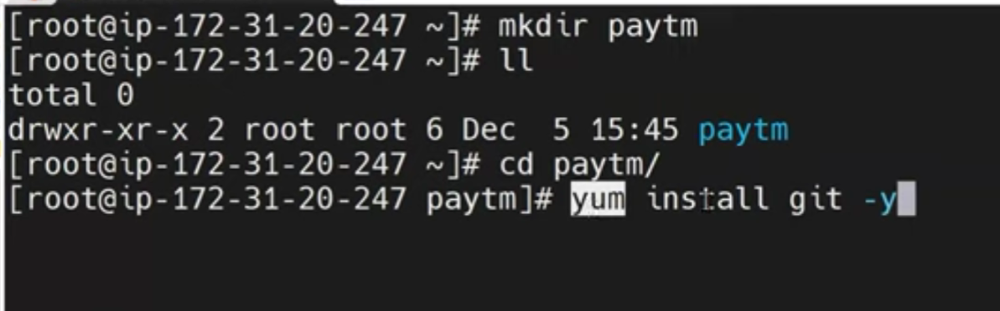 [root@ip-172-31-20-247 ~]# mkdir paytm
[root@ip-172-31-20-247 ~]# ll
total 0
drwxr-xr-x 2 root root 6 Dec  5 15:45 paytm
[root@ip-172-31-20-247 ~]# cd paytm/
[root@ip-172-31-20-247 paytm]# yum install git -y